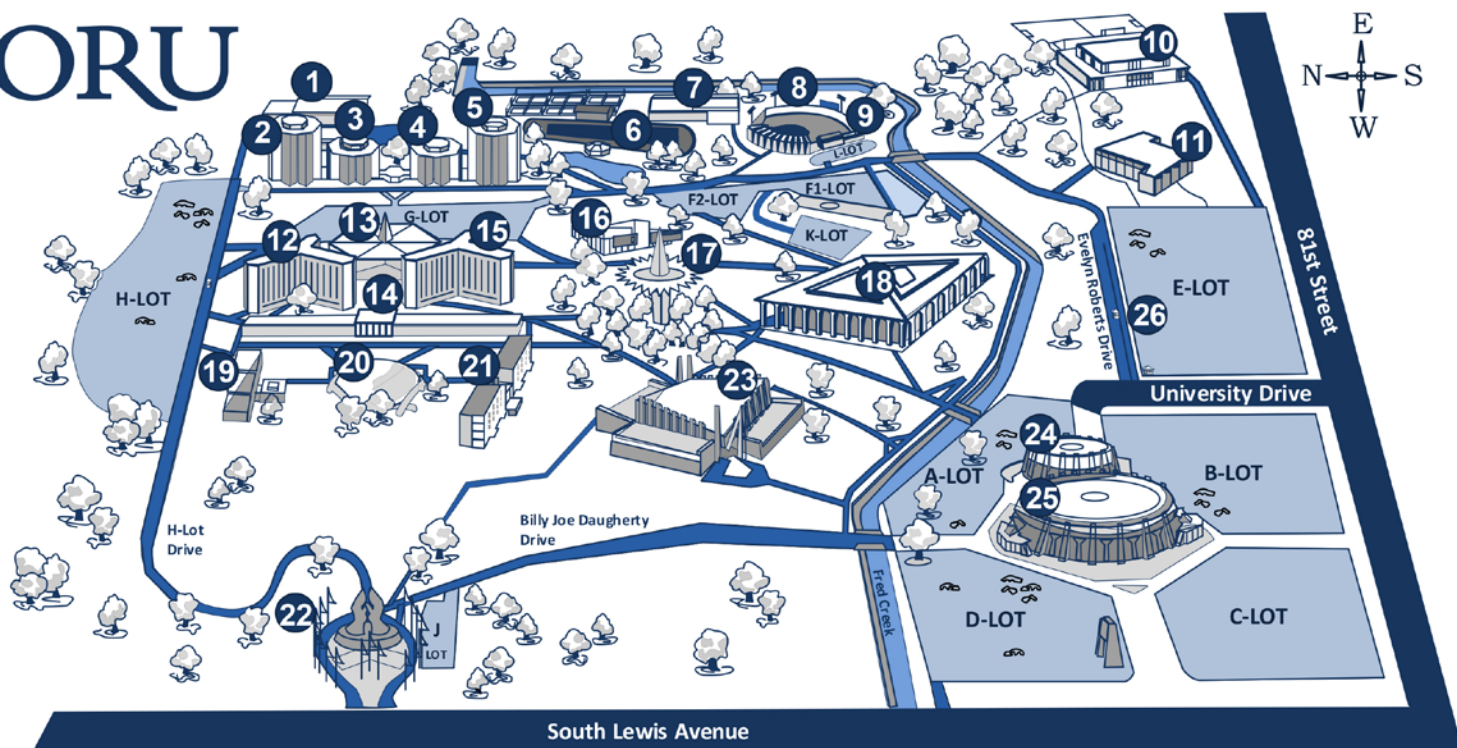 ORU
E
N S
W
1
2
3
4
5
6
7
8
9
10
11
L-LOT
F1-LOT
F2-LOT
K-LOT
G-LOT
12
13
14
15
16
17
18
H-LOT
E-LOT
26
Evelyn Roberts Drive
81st Street
University Drive
19
20
21
23
24
25
A-LOT
B-LOT
H-Lot
Drive
Billy Joe Daugherty
Drive
22
J
LOT
Fred Creek
D-LOT
C-LOT
South Lewis Avenue